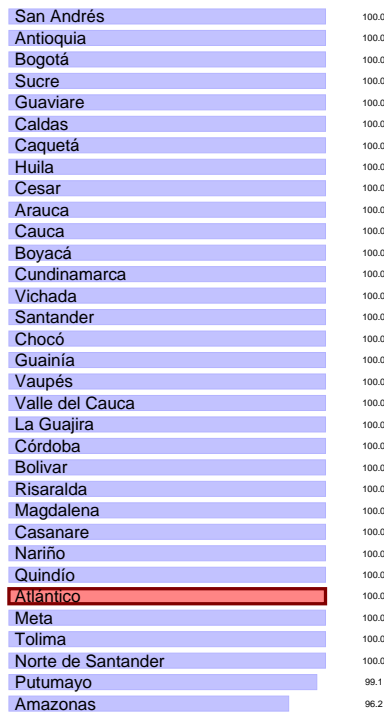 San Andrés 100.0
Antioquia 100.0
Bogotá 100.0
Sucre 100.0
Guaviare 100.0
Caldas 100.0
Caquetá 100.0
Huila 100.0
Cesar 100.0
Arauca 100.0
Cauca 100.0
Boyacá 100.0
Cundinamarca 100.0
Vichada 100.0
Santander 100.0
Chocó 100.0
Guainía 100.0
Vaupés 100.0
Valle del Cauca 100.0
La Guajira 100.0
Córdoba 100.0
Bolivar 100.0
Risaralda 100.0
Magdalena 100.0
Casanare 100.0
Nariño 100.0
Quindío 100.0
Atlántico 100.0
Meta 100.0
Tolima 100.0
Norte de Santander 100.0
Putumayo 99.1
Amazonas 96.2